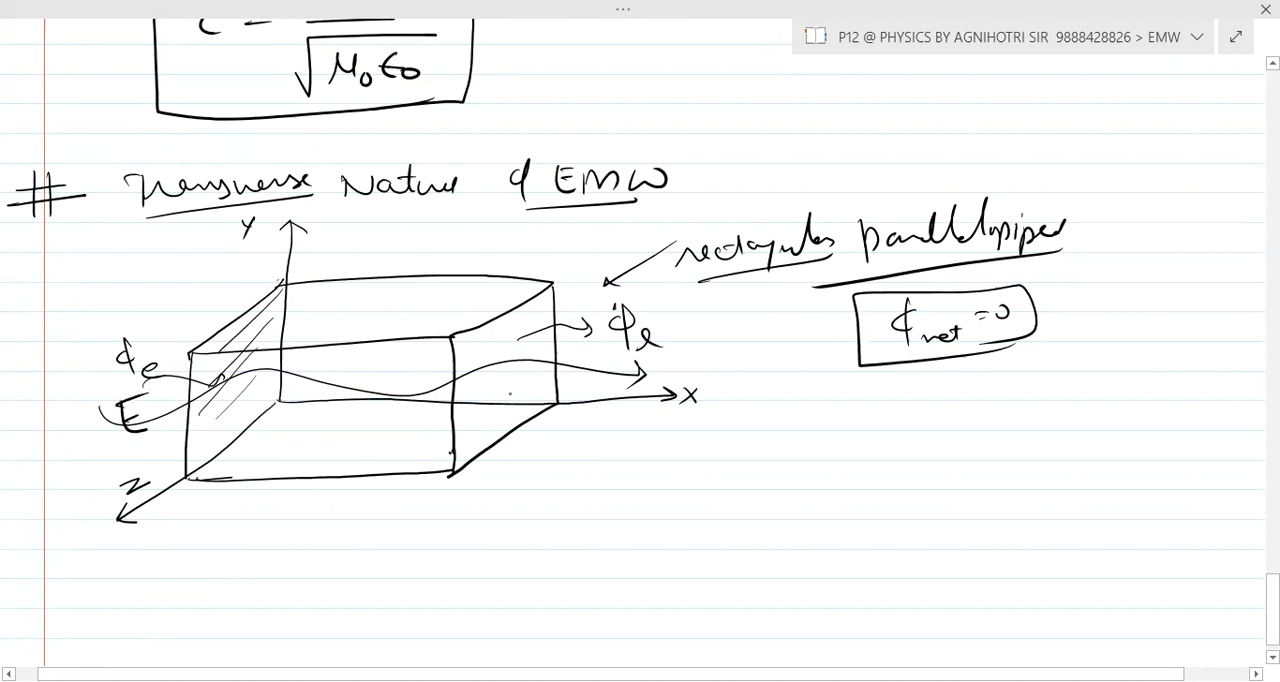 P12 @ PHYSICS BY AGNIHOTRI SIR 9888428826 > EMW
C =
√μ₀ε₀
# Transverse Nature of EMW
rectangular parallelopiped
Y
ϕe
ϕe
ϕnet = 0
E
X
Z